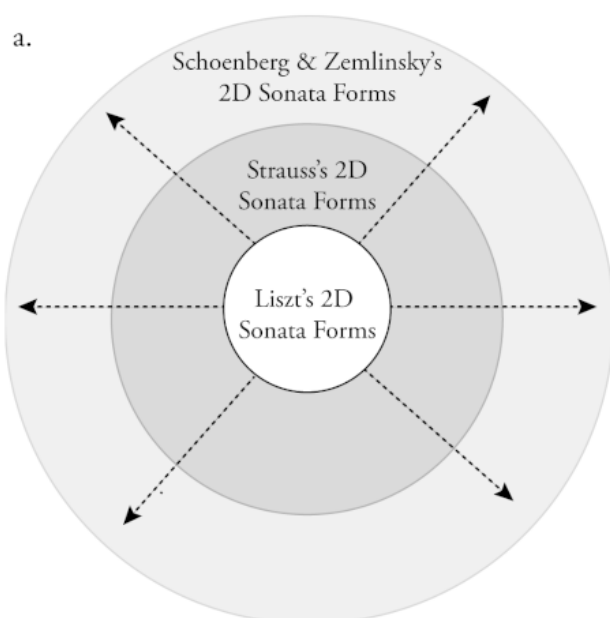 a.
Schoenberg & Zemlinsky's
2D Sonata Forms
Strauss's 2D
Sonata Forms
Liszt's 2D
Sonata Forms